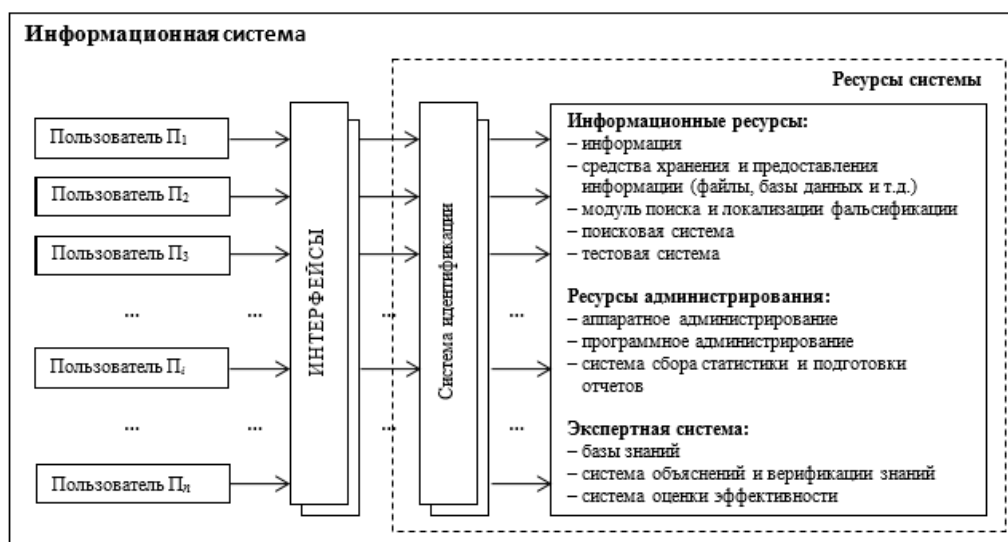 Информационная система
Ресурсы системы
Пользователь П1
Пользователь П2
Пользователь П3
... ... ... ...
Пользователь Пi
... ... ... ...
Пользователь Пя
ИНТЕРФЕЙСЫ
Система идентификации
Информационные ресурсы:
– информация
– средства хранения и предоставления
информации (файлы, базы данных и т.д.)
– модуль поиска и локализации фальсификации
– поисковая система
– тестовая система
Ресурсы администрирования:
– аппаратное администрирование
– программное администрирование
– система сбора статистики и подготовки
отчетов
Экспертная система:
– базы знаний
– система объяснений и верификации знаний
– система оценки эффективности